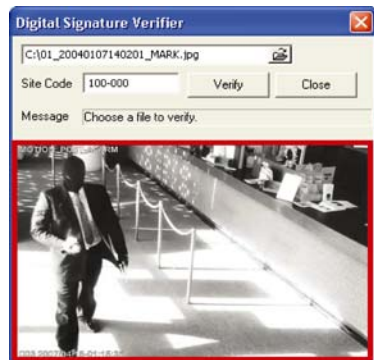 Digital Signature Verifier
C:\01_20040107140201_MARK.jpg
Site Code 100-000 Verify Close
Message Choose a file to verify.